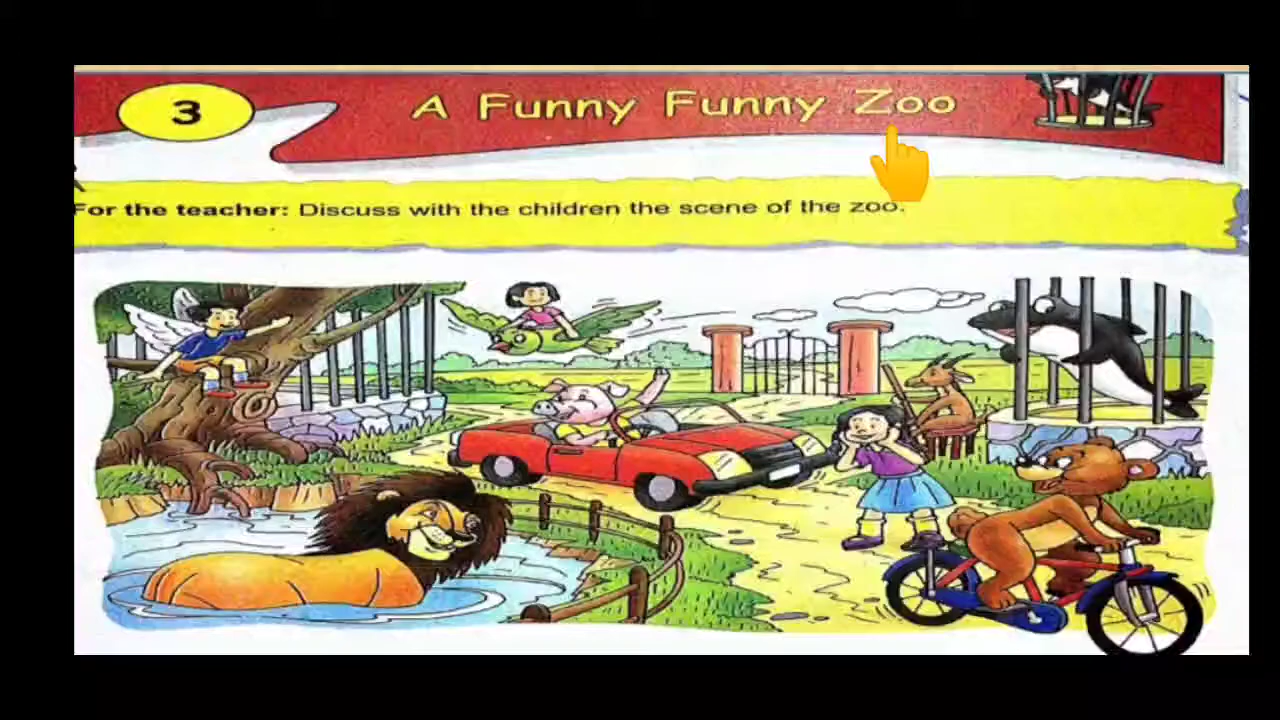 3
A Funny Funny Zoo
For the teacher: Discuss with the children the scene of the zoo.